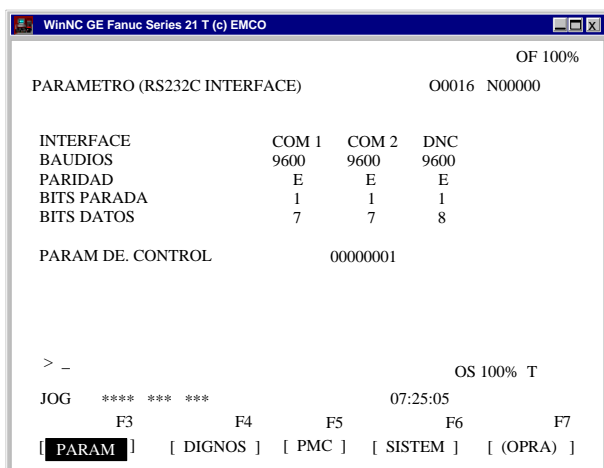 WinNC GE Fanuc Series 21 T (c) EMCO
OF 100%
PARAMETRO (RS232C INTERFACE) O0016 N00000
INTERFACE COM 1 COM 2 DNC
BAUDIOS 9600 9600 9600
PARIDAD E E E
BITS PARADA 1 1 1
BITS DATOS 7 7 8
PARAM DE. CONTROL 00000001
> _
OS 100% T
JOG **** *** *** 07:25:05
F3 F4 F5 F6 F7
[ PARAM ] [ DIGNOS ] [ PMC ] [ SISTEM ] [ (OPRA) ]